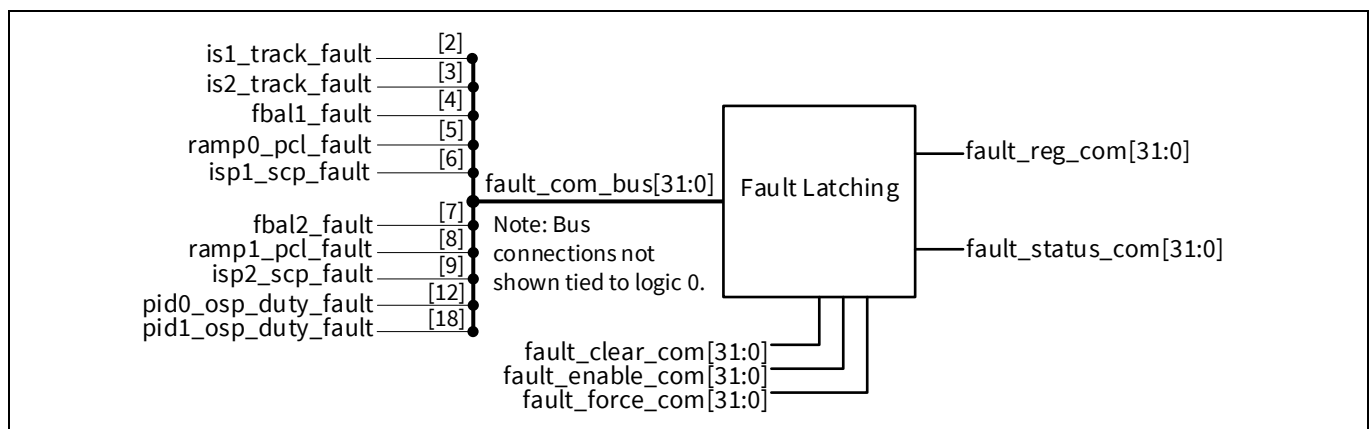 is1_track_fault [2]
is2_track_fault [3]
fbal1_fault [4]
ramp0_pcl_fault [5]
isp1_scp_fault [6]
fault_com_bus[31:0]
fbal2_fault [7]
ramp1_pcl_fault [8]
isp2_scp_fault [9]
pid0_osp_duty_fault [12]
pid1_osp_duty_fault [18]
Note: Bus
connections not
shown tied to logic 0.
Fault Latching
fault_reg_com[31:0]
fault_status_com[31:0]
fault_clear_com[31:0]
fault_enable_com[31:0]
fault_force_com[31:0]